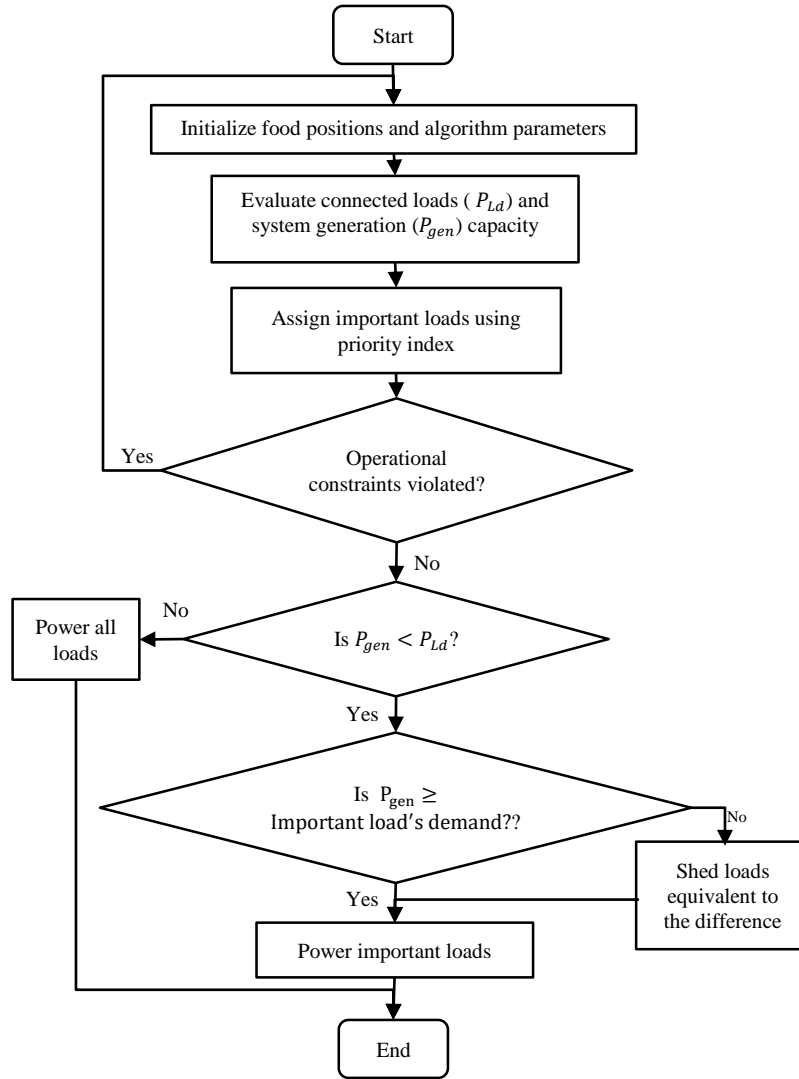 Start
Initialize food positions and algorithm parameters
Evaluate connected loads ( P_Ld) and
system generation (P_gen) capacity
Assign important loads using
priority index
Yes
Operational
constraints violated?
No
No
Power all
loads
Is P_gen < P_Ld?
Yes
Is P_gen ≥
Important load's demand??
No
Shed loads
equivalent to
the difference
Yes
Power important loads
End